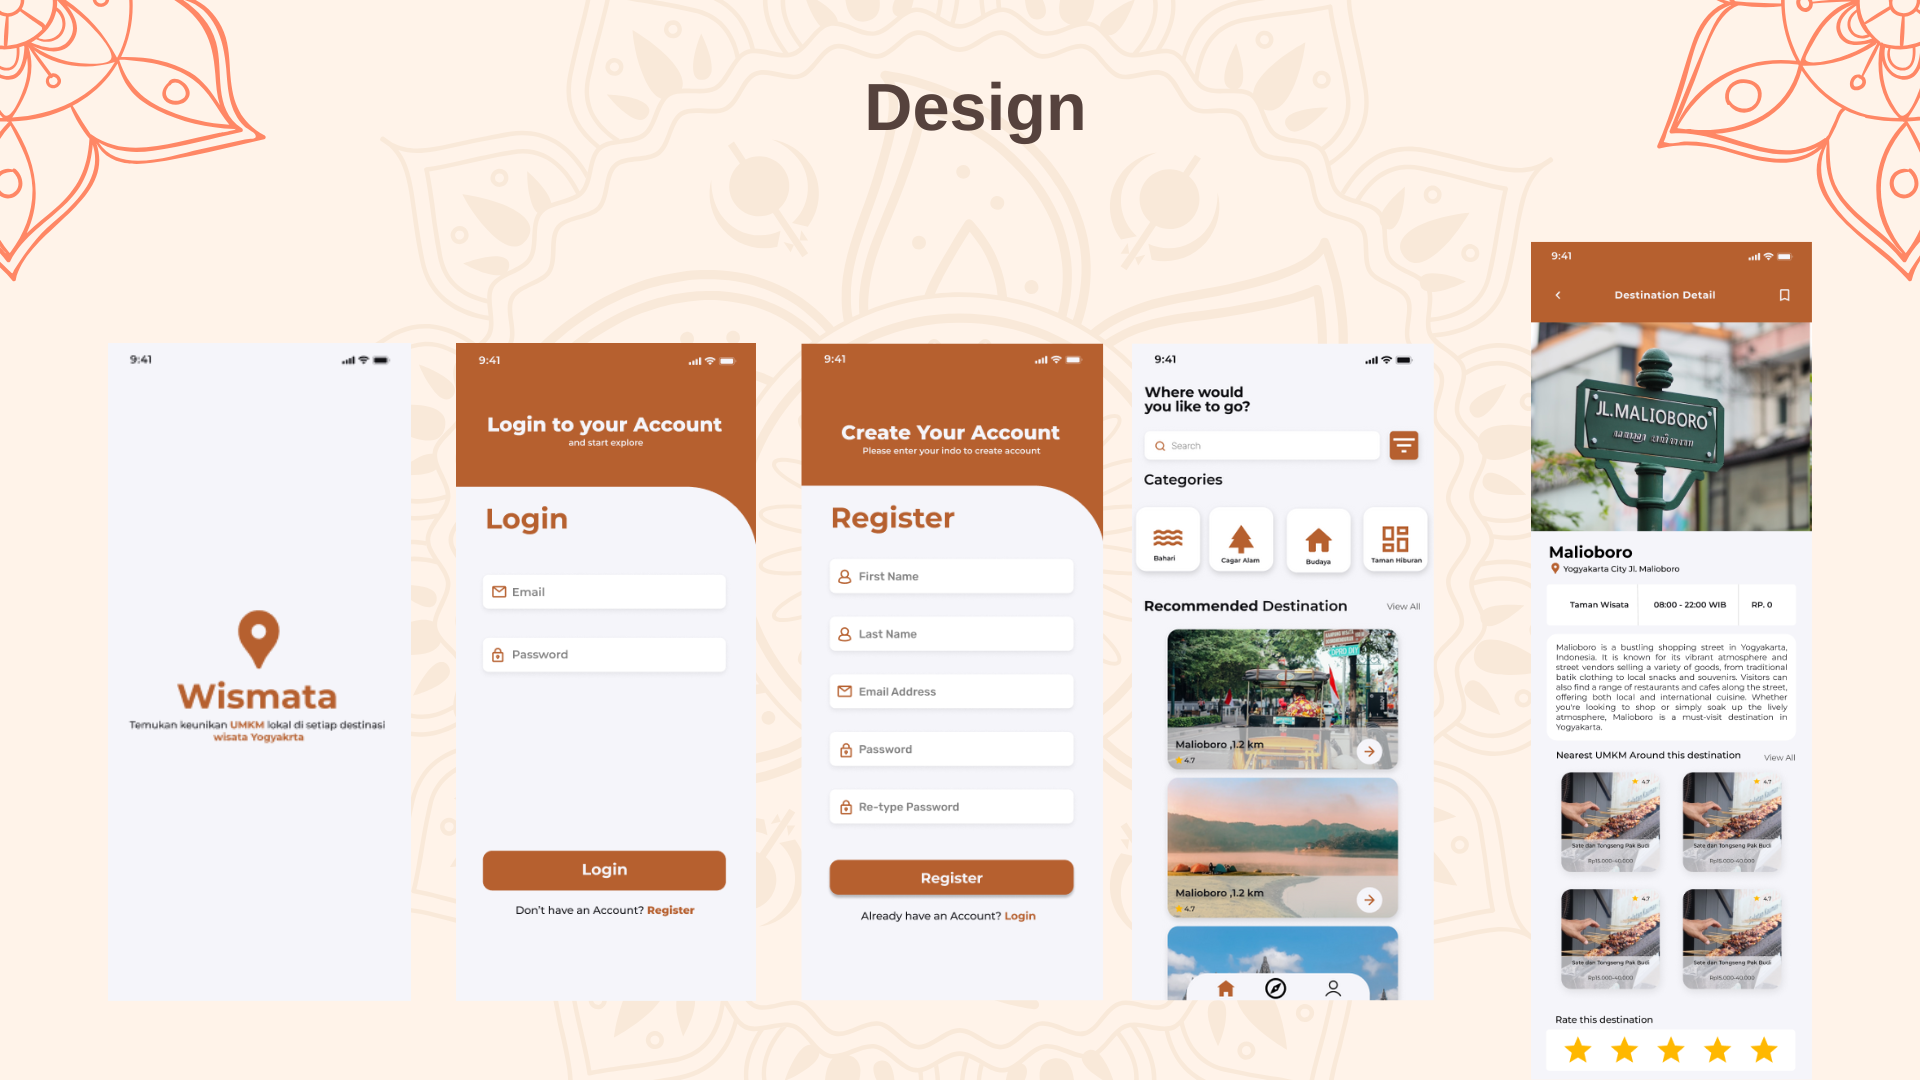 Design
9:41
Wismata
Temukan keunikan UMKM lokal di setiap destinasi
wisata Yogyakrta
9:41
Login to your Account
and start explore
Login
Email
Password
Login
Don't have an Account? Register
9:41
Create Your Account
Please enter your indo to create account
Register
First Name
Last Name
Email Address
Password
Re-type Password
Register
Already have an Account? Login
9:41
Where would
you like to go?
Search
Categories
Bahari
Cagar Alam
Budaya
Taman Hiburan
Recommended Destination
View All
DPRD DIY
Malioboro ,1.2 km
4.7
Malioboro ,1.2 km
4.7
9:41
Destination Detail
JL.MALIOBORO
Malioboro
Yogyakarta City Jl. Malioboro
Taman Wisata
08:00 - 22:00 WIB
RP. 0
Malioboro is a bustling shopping street in Yogyakarta,
Indonesia. It is known for its vibrant atmosphere and
street vendors selling a variety of goods, from traditional
batik clothing to local snacks and souvenirs. Visitors can
also find a range of restaurants and cafes along the street,
offering both local and international cuisine. Whether
you're looking to shop or simply soak up the lively
atmosphere, Malioboro is a must-visit destination in
Yogyakarta.
Nearest UMKM Around this destination
View All
4.7
Sate dan Tongseng Pak Budi
Rp15.000-40.000
4.7
Sate dan Tongseng Pak Budi
Rp15.000-40.000
4.7
Sate dan Tongseng Pak Budi
Rp15.000-40.000
4.7
Sate dan Tongseng Pak Budi
Rp15.000-40.000
Rate this destination